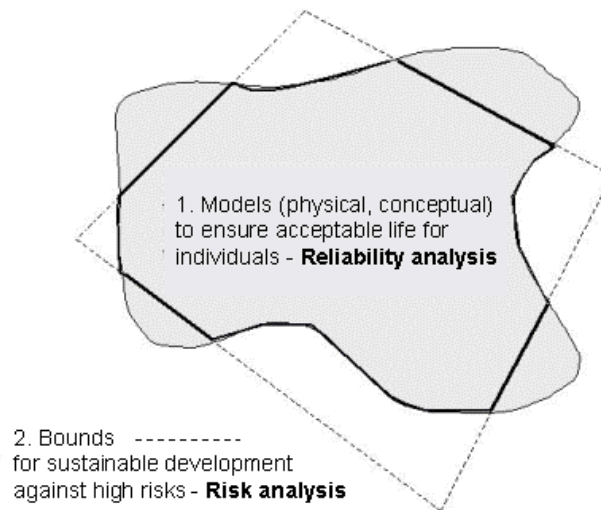 1. Models (physical, conceptual)
to ensure acceptable life for
individuals - Reliability analysis
2. Bounds ----------
for sustainable development
against high risks - Risk analysis